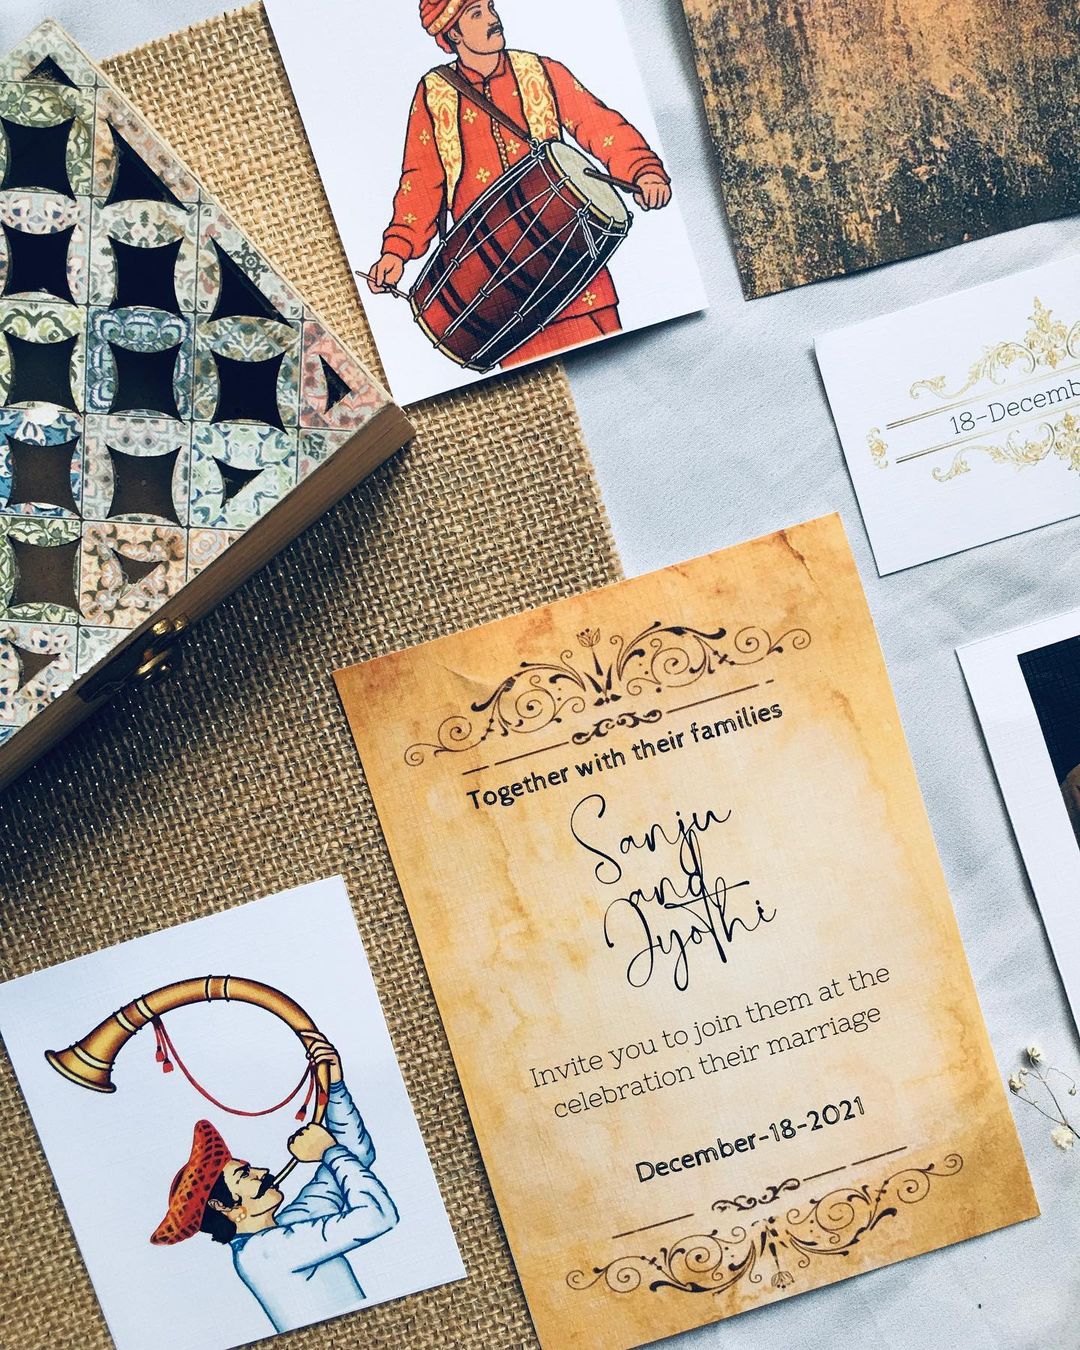 18-Decemb
Together with their families
Sanju
and
Jyothi
Invite you to join them at the
celebration their marriage
December-18-2021